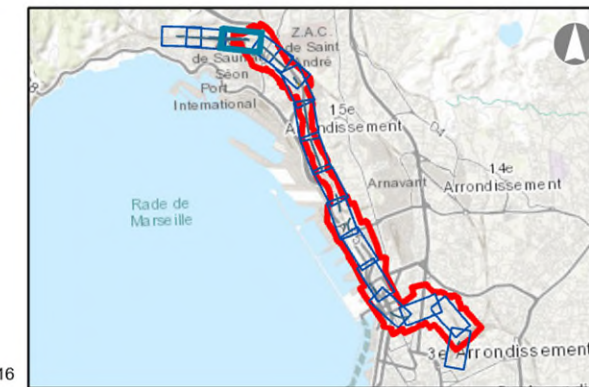 Z.A.C.
de Saint
André
de Saum
Séon
Port
International
15e
Arrondissement
D4
14e
Arrondissement
Arnavant
Rade de
Marseille
3e Arrondissement
16